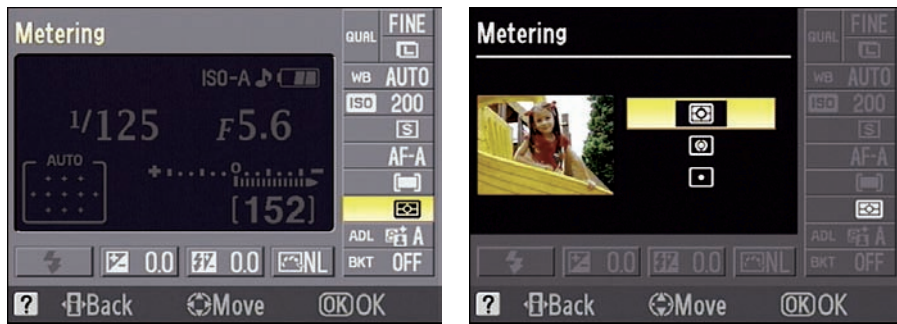 Metering
QUAL FINE
L
ISO-A
WB AUTO
ISO 200
1/125 F5.6
S
AUTO
AF-A
+ 0 -
[152]
ADL A
0.0 0.0 NL
BKT OFF
? Back Move OK OK
Metering
QUAL FINE
L
WB AUTO
ISO 200
S
AF-A
ADL A
0.0 0.0 NL
BKT OFF
? Back Move OK OK